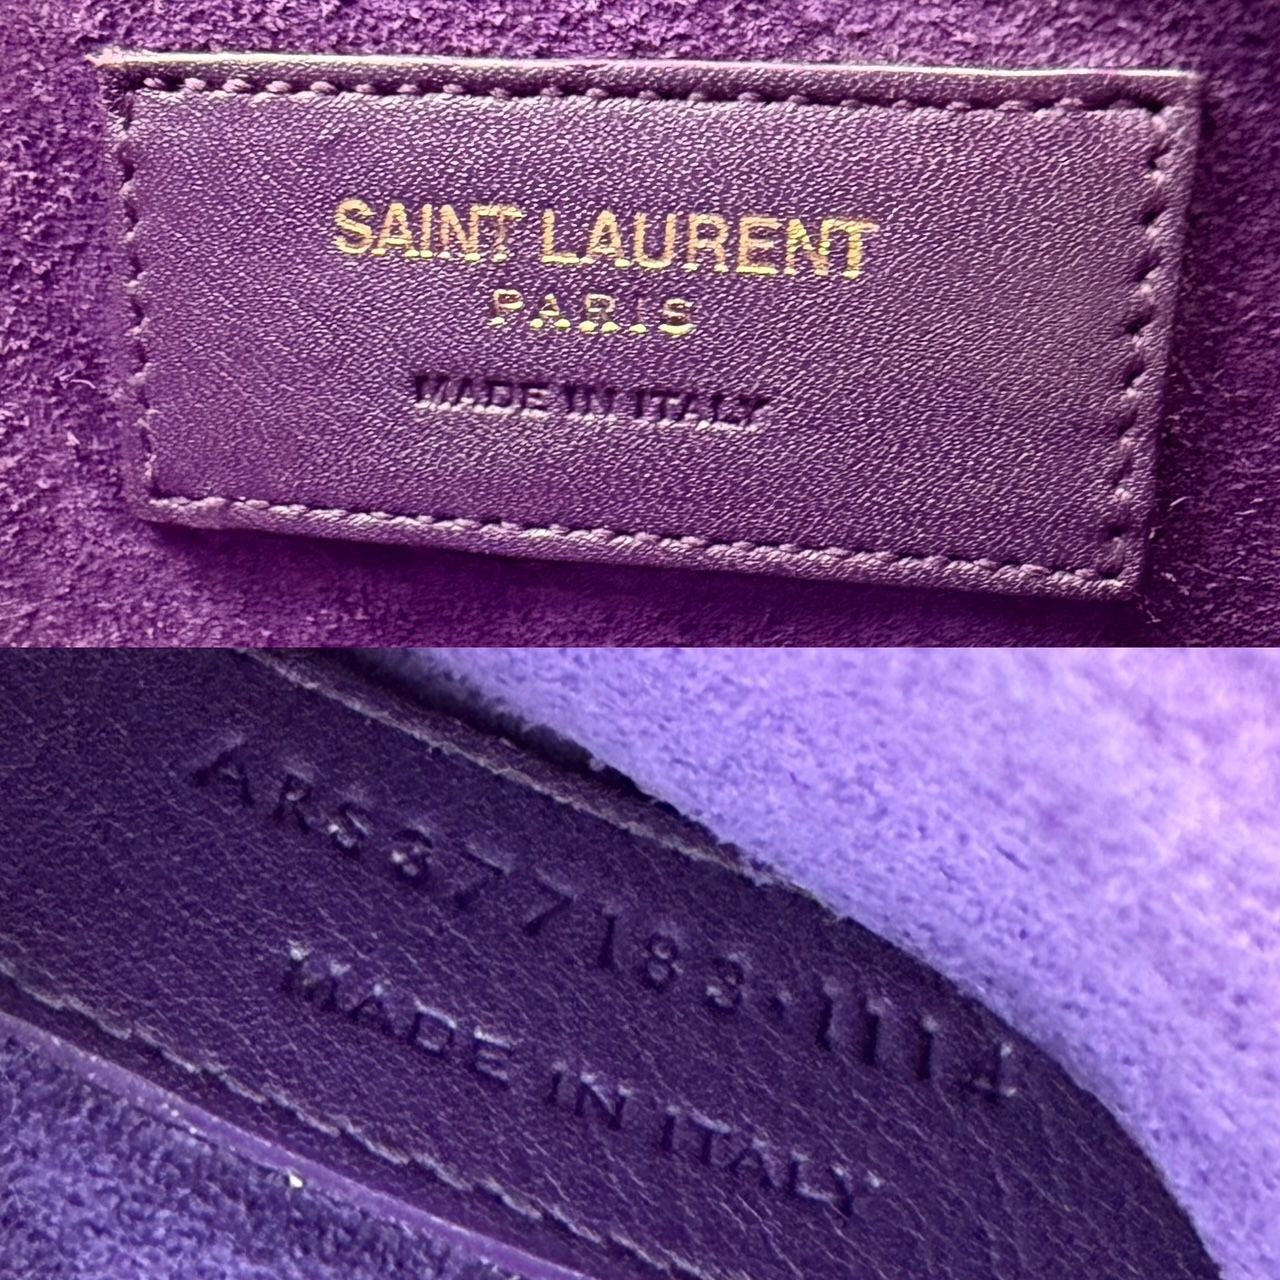 SAINT LAURENT
PARIS
MADE IN ITALY
ARS377183·1114
MADE IN ITALY